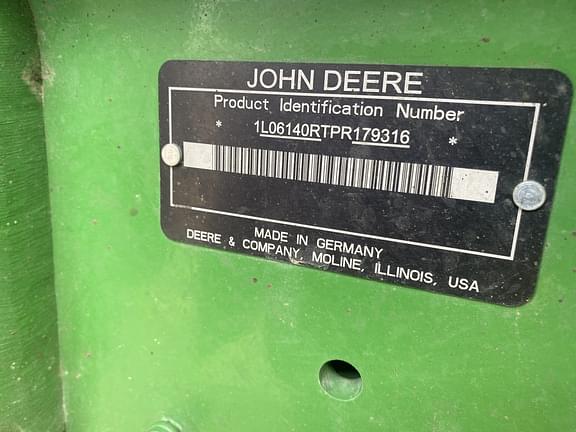 JOHN DEERE
Product Identification Number
* 1L06140RTPR179316 *
MADE IN GERMANY
DEERE & COMPANY, MOLINE, ILLINOIS, USA